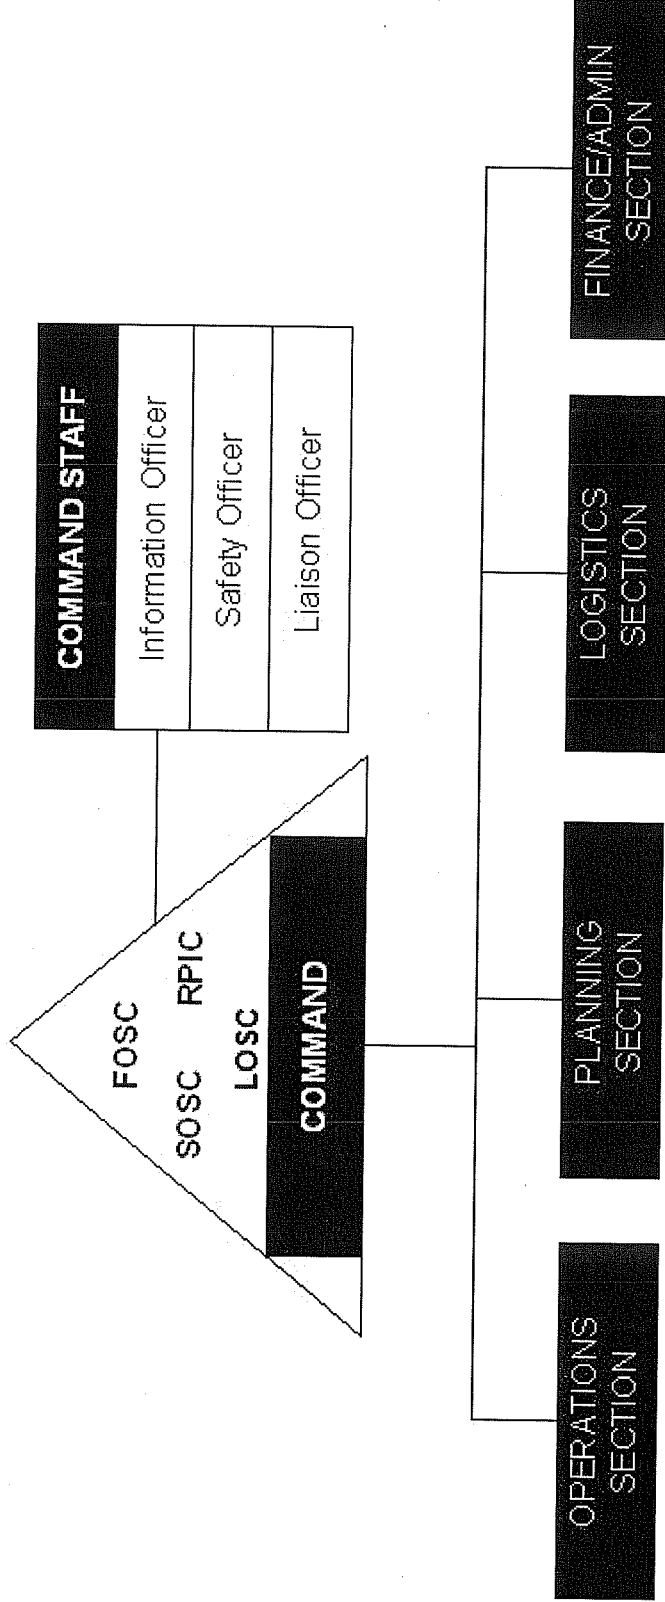 FOSC
SOSC RPIC
LOSC
COMMAND
COMMAND STAFF
Information Officer
Safety Officer
Liaison Officer
OPERATIONS
SECTION
PLANNING
SECTION
LOGISTICS
SECTION
FINANCE/ADMIN
SECTION